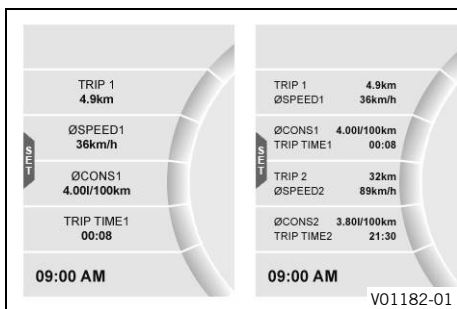 TRIP 1
4.9km
ØSPEED1
36km/h
SET
ØCONS1
4.00l/100km
TRIP TIME1
00:08
09:00 AM
TRIP 1 4.9km
ØSPEED1 36km/h
ØCONS1 4.00l/100km
TRIP TIME1 00:08
SET
TRIP 2 32km
ØSPEED2 89km/h
ØCONS2 3.80l/100km
TRIP TIME2 21:30
09:00 AM
V01182-01